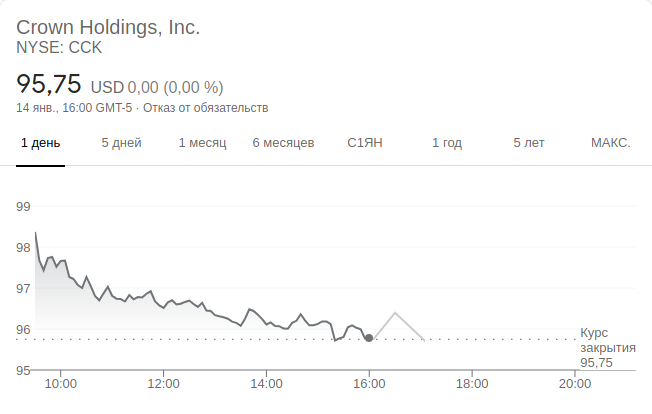 Crown Holdings, Inc.
NYSE: CCK
95,75 USD 0,00 (0,00 %)
14 янв., 16:00 GMT-5 · Отказ от обязательств
1 день 5 дней 1 месяц 6 месяцев С1ЯН 1 год 5 лет МАКС.
99
98
97
96
95
Курс
закрытия
95,75
10:00 12:00 14:00 16:00 18:00 20:00